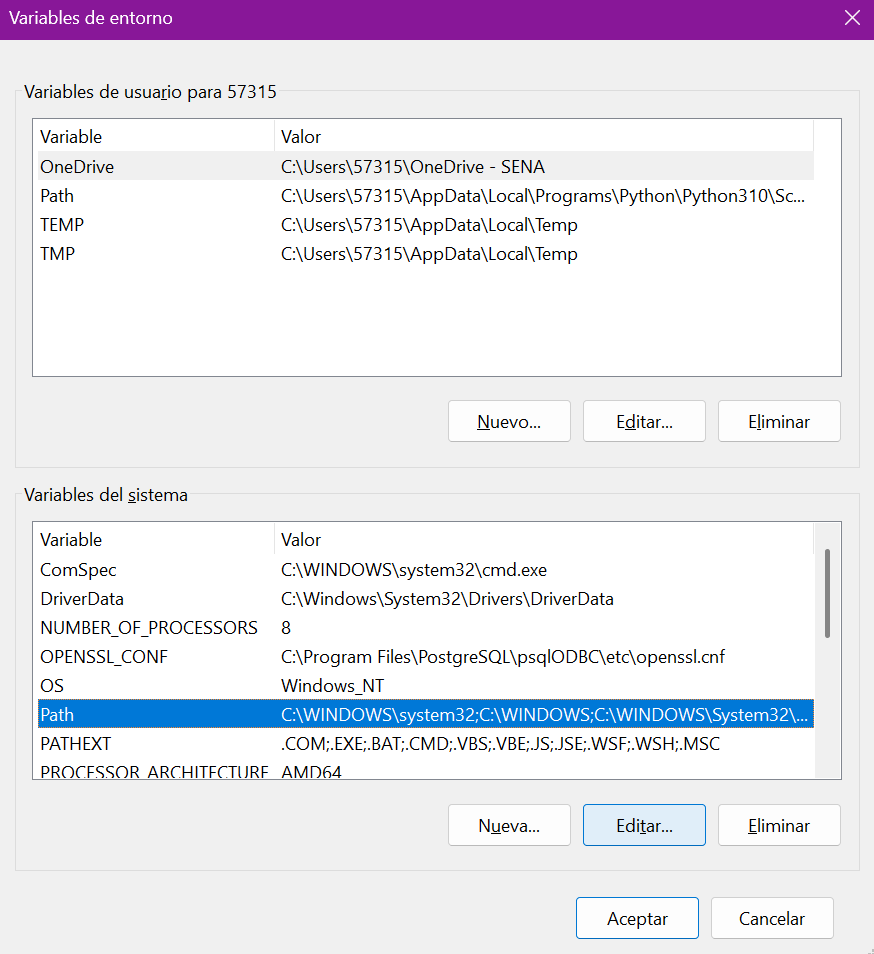 Variables de entorno
Variables de usuario para 57315
Variable Valor
OneDrive C:\Users\57315\OneDrive - SENA
Path C:\Users\57315\AppData\Local\Programs\Python\Python310\Sc...
TEMP C:\Users\57315\AppData\Local\Temp
TMP C:\Users\57315\AppData\Local\Temp
Nuevo... Editar... Eliminar
Variables del sistema
Variable Valor
ComSpec C:\WINDOWS\system32\cmd.exe
DriverData C:\Windows\System32\Drivers\DriverData
NUMBER_OF_PROCESSORS 8
OPENSSL_CONF C:\Program Files\PostgreSQL\psqlODBC\etc\openssl.cnf
OS Windows_NT
Path C:\WINDOWS\system32;C:\WINDOWS;C:\WINDOWS\System32\...
PATHEXT .COM;.EXE;.BAT;.CMD;.VBS;.VBE;.JS;.JSE;.WSF;.WSH;.MSC
PROCESSOR_ARCHITECTURE AMD64
Nueva... Editar... Eliminar
Aceptar Cancelar